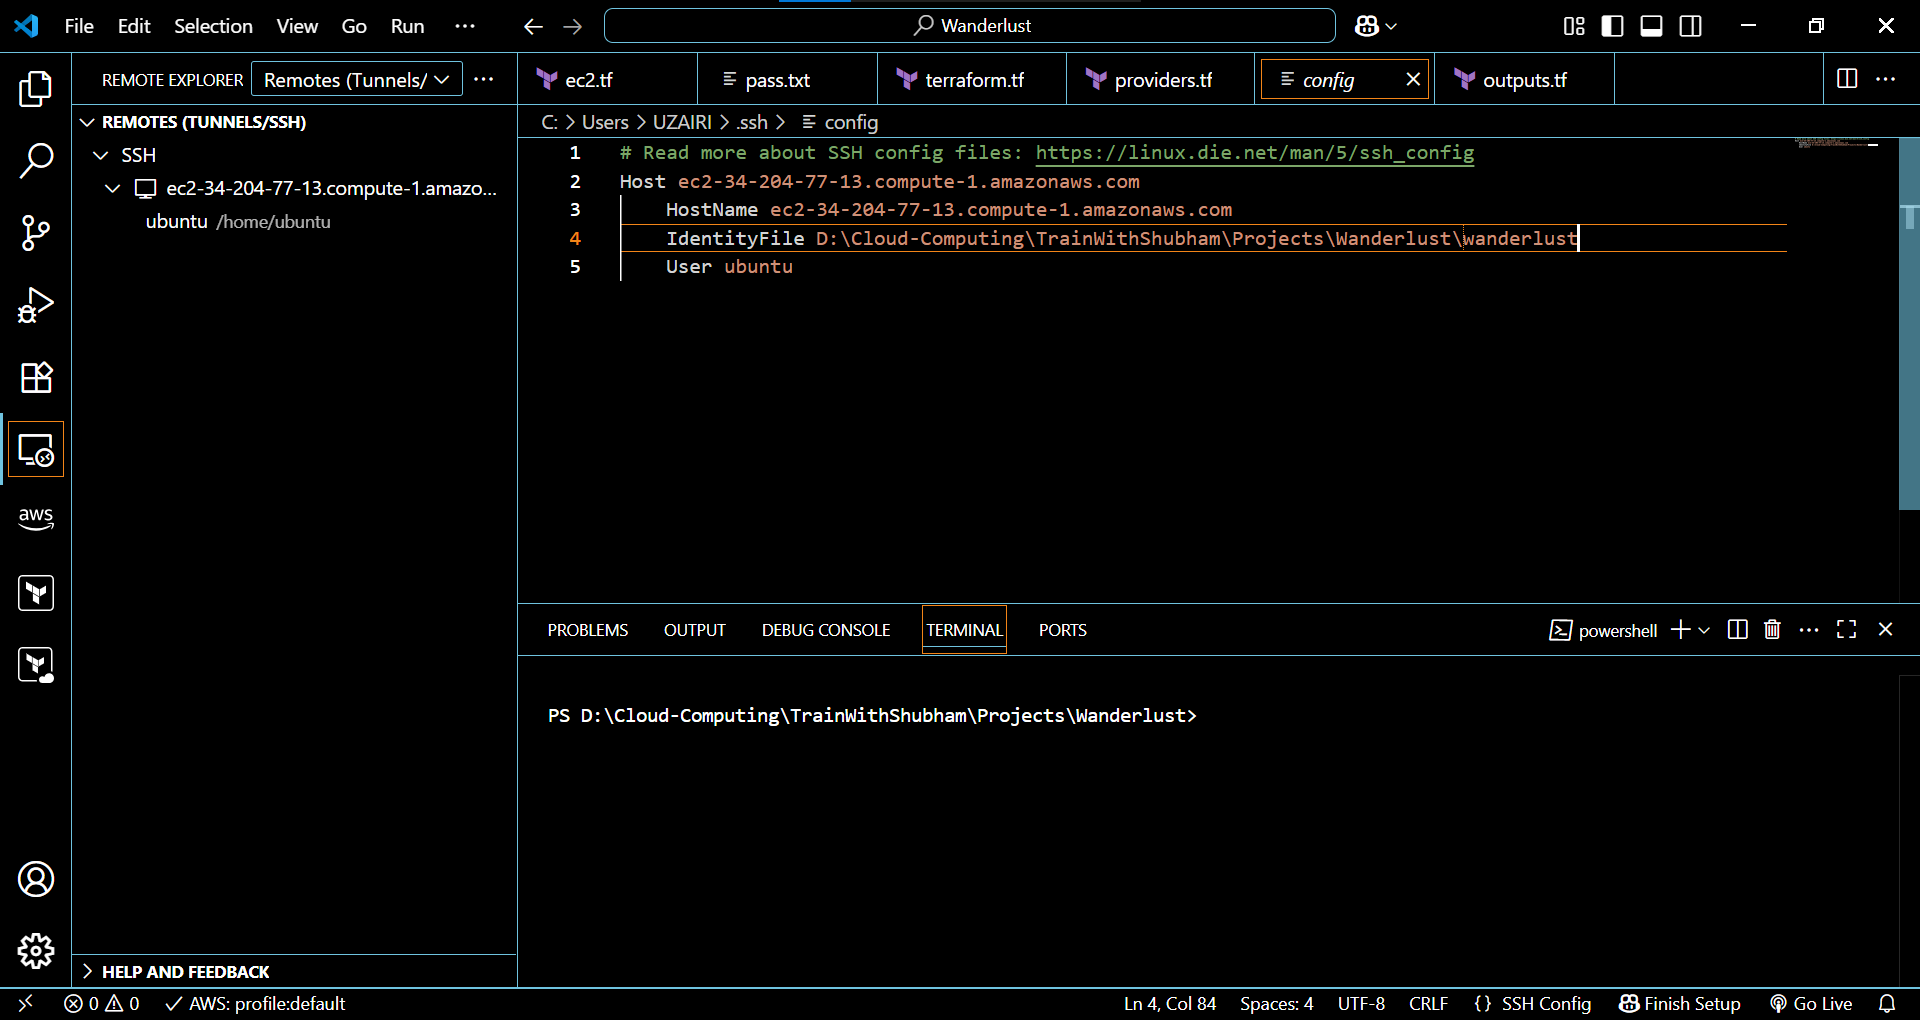 File Edit Selection View Go Run ···
Wanderlust
REMOTE EXPLORER Remotes (Tunnels/ ···
ec2.tf pass.txt terraform.tf providers.tf config outputs.tf ···
REMOTES (TUNNELS/SSH)
C: > Users > UZAIRI > .ssh > config
SSH
ec2-34-204-77-13.compute-1.amazo...
ubuntu /home/ubuntu
1 # Read more about SSH config files: https://linux.die.net/man/5/ssh_config
2 Host ec2-34-204-77-13.compute-1.amazonaws.com
3 HostName ec2-34-204-77-13.compute-1.amazonaws.com
4 IdentityFile D:\Cloud-Computing\TrainWithShubham\Projects\Wanderlust\wanderlust
5 User ubuntu
aws
PROBLEMS OUTPUT DEBUG CONSOLE TERMINAL PORTS
powershell ···
PS D:\Cloud-Computing\TrainWithShubham\Projects\Wanderlust>
HELP AND FEEDBACK
0 0 AWS: profile:default
Ln 4, Col 84 Spaces: 4 UTF-8 CRLF {} SSH Config Finish Setup Go Live